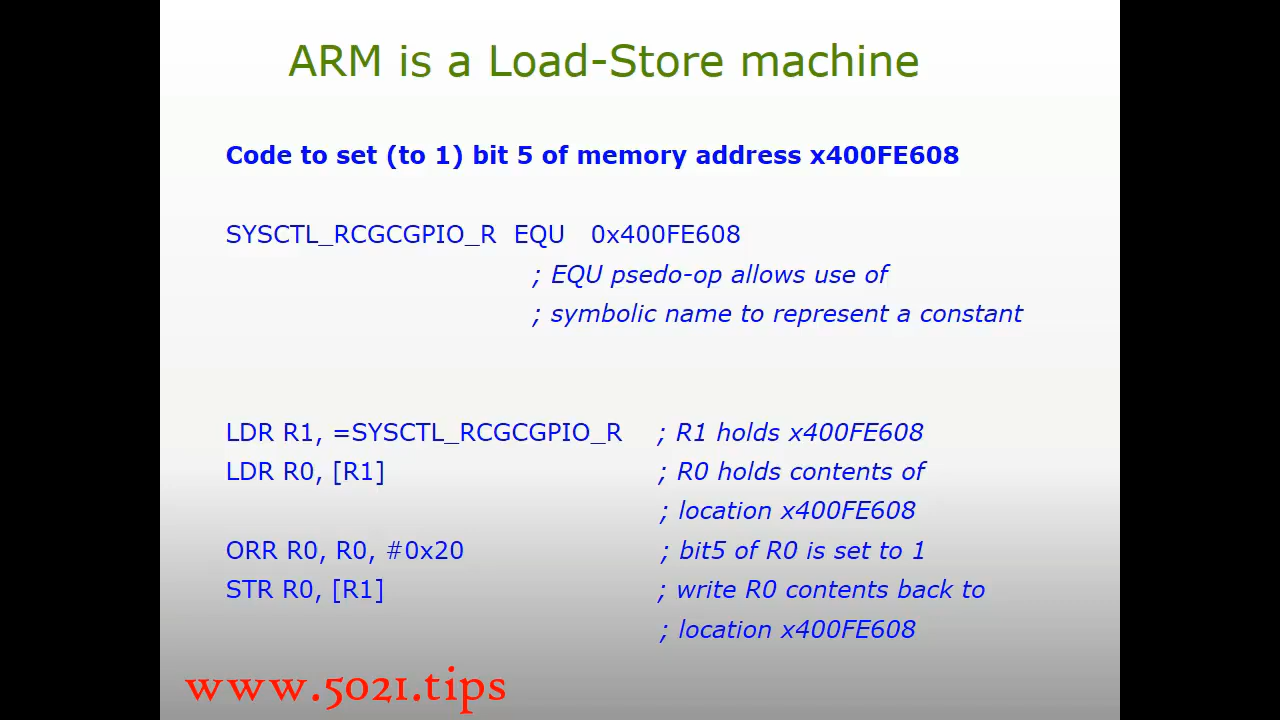 ARM is a Load-Store machine
Code to set (to 1) bit 5 of memory address x400FE608
SYSCTL_RCGCGPIO_R EQU 0x400FE608
; EQU psedo-op allows use of
; symbolic name to represent a constant
LDR R1, =SYSCTL_RCGCGPIO_R ; R1 holds x400FE608
LDR R0, [R1] ; R0 holds contents of
; location x400FE608
ORR R0, R0, #0x20 ; bit5 of R0 is set to 1
STR R0, [R1] ; write R0 contents back to
; location x400FE608
www.5021.tips